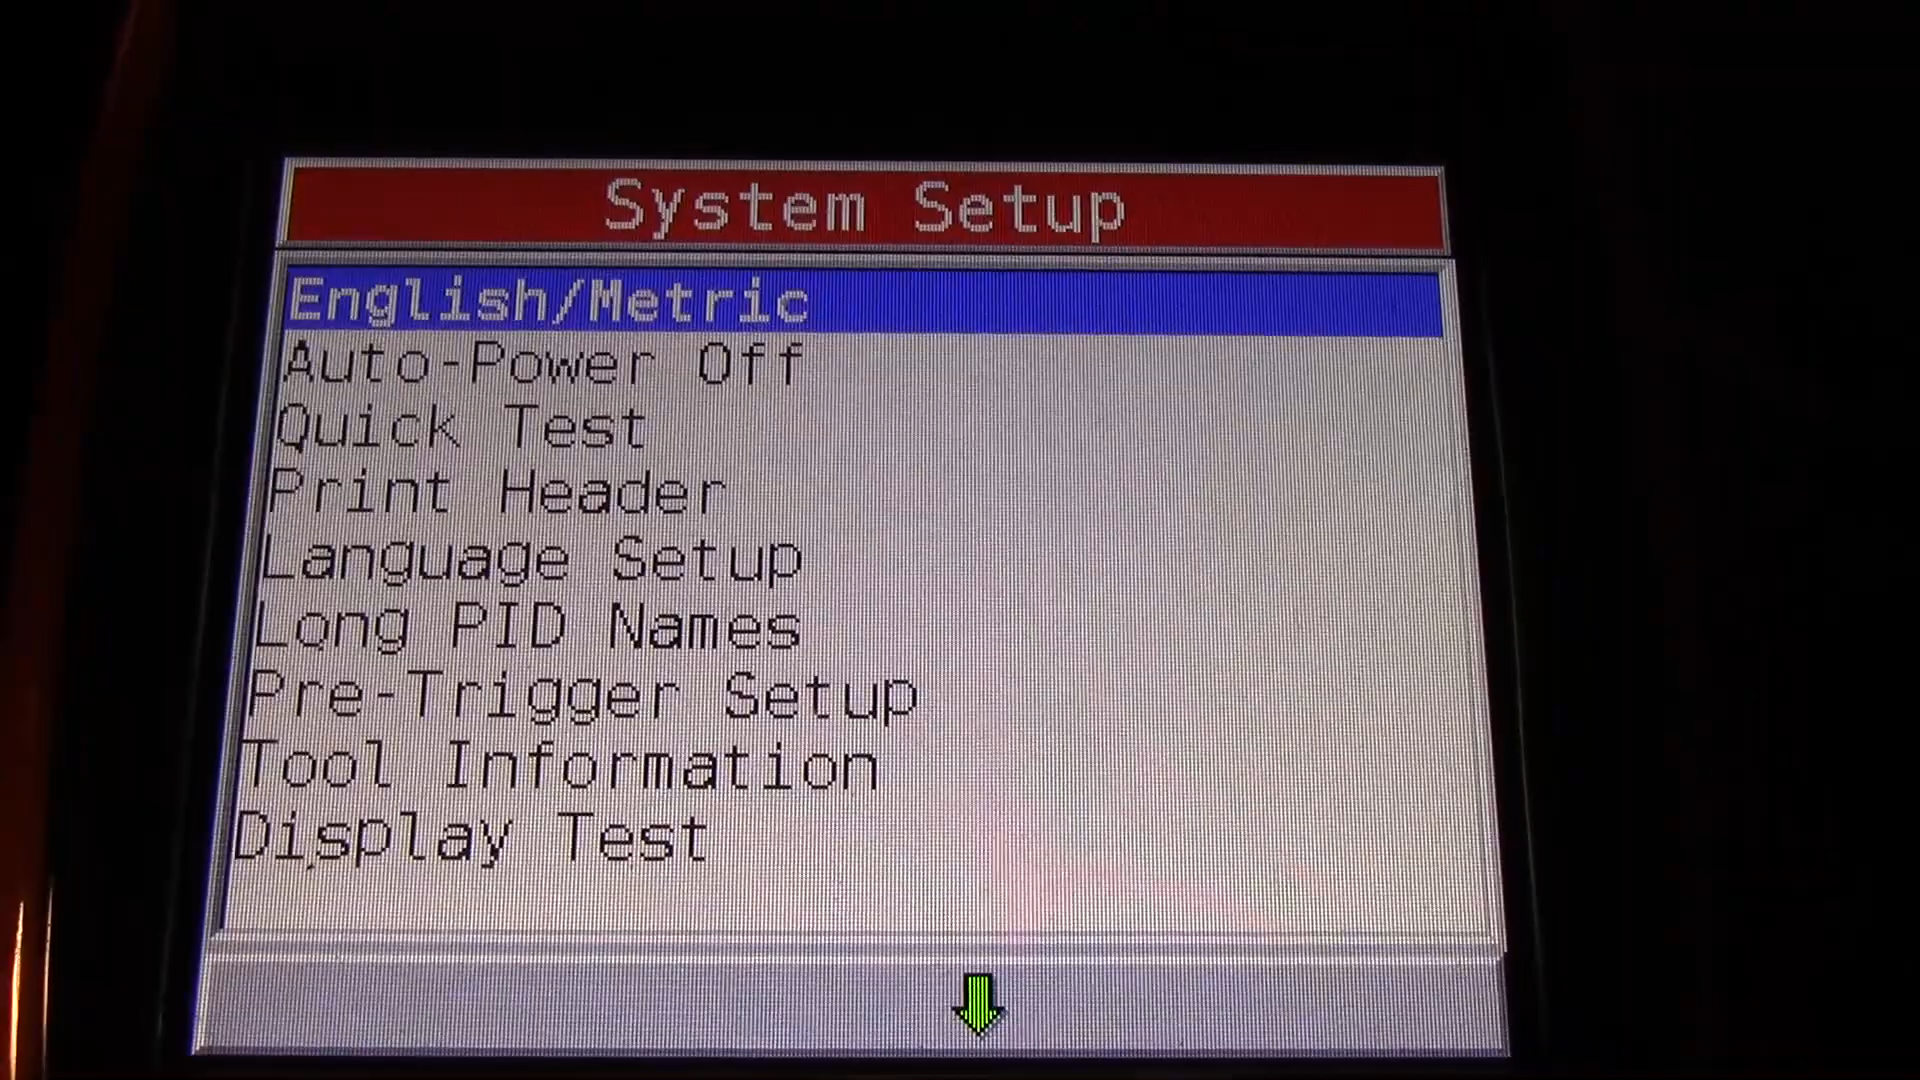 System Setup
English/Metric
Auto-Power Off
Quick Test
Print Header
Language Setup
Long PID Names
Pre-Trigger Setup
Tool Information
Display Test